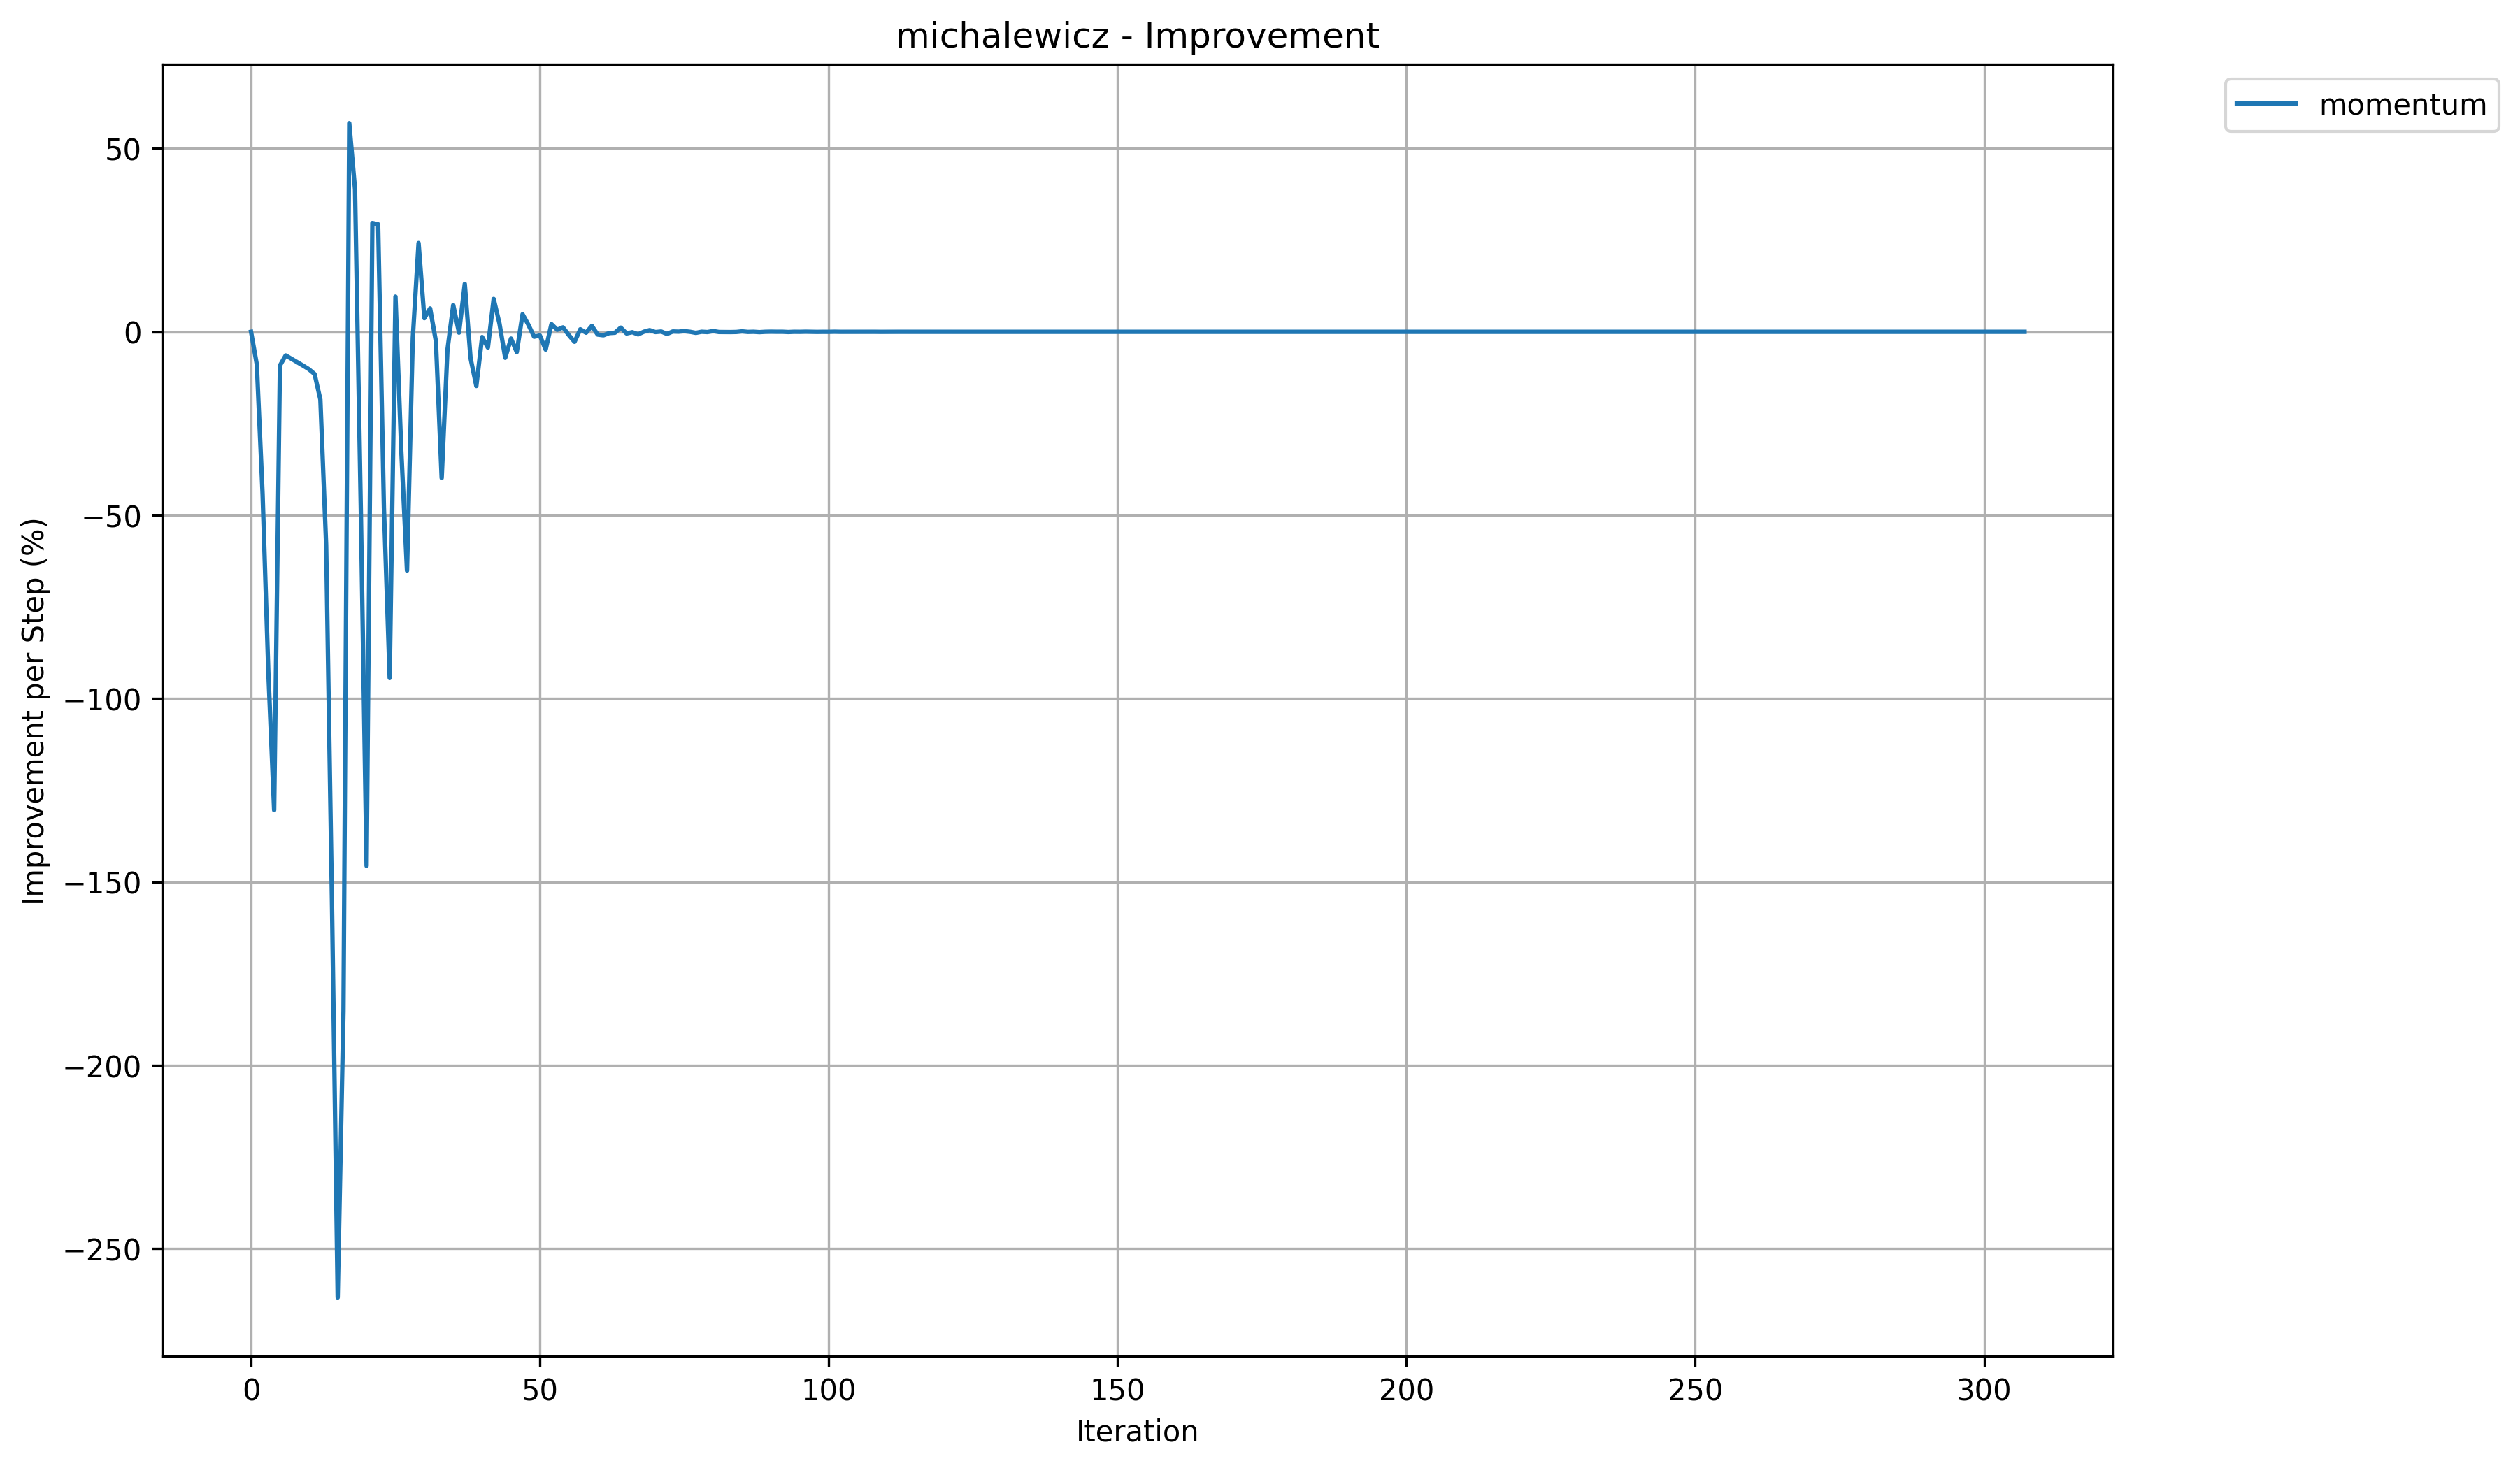 michalewicz - Improvement
momentum
Improvement per Step (%)
50
0
−50
−100
−150
−200
−250
0 50 100 150 200 250 300
Iteration